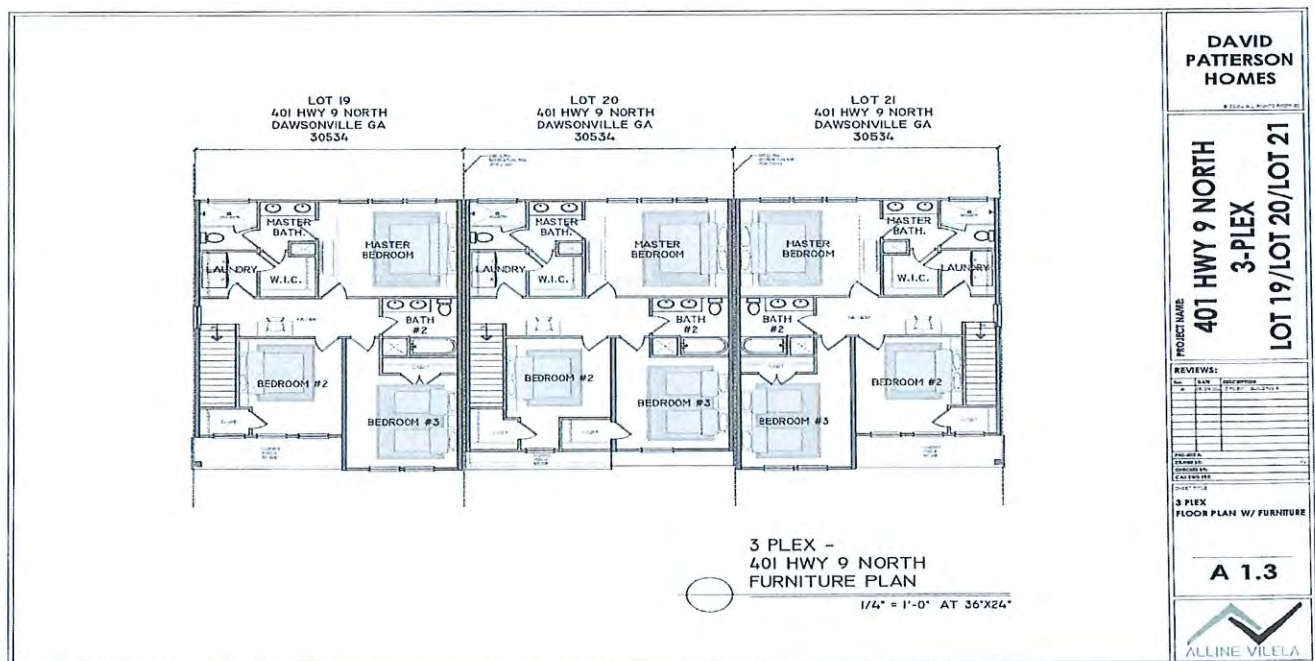 LOT 19
401 HWY 9 NORTH
DAWSONVILLE GA
30534
LOT 20
401 HWY 9 NORTH
DAWSONVILLE GA
30534
LOT 21
401 HWY 9 NORTH
DAWSONVILLE GA
30534
MASTER
BATH.
MASTER
BEDROOM
LAUNDRY
W.I.C.
BATH
#2
BEDROOM #2
BEDROOM #3
MASTER
BATH.
MASTER
BEDROOM
LAUNDRY
W.I.C.
BATH
#2
BEDROOM #2
BEDROOM #3
MASTER
BEDROOM
MASTER
BATH.
W.I.C.
LAUNDRY
BATH
#2
BEDROOM #2
BEDROOM #3
3 PLEX -
401 HWY 9 NORTH
FURNITURE PLAN
1/4" = 1'-0" AT 36"X24"
DAVID
PATTERSON
HOMES
PROJECT NAME:
401 HWY 9 NORTH
3-PLEX
LOT 19/LOT 20/LOT 21
REVIEWS:
SHEET TITLE
3 PLEX
FLOOR PLAN W/ FURNITURE
A 1.3
ALLINE VILELA